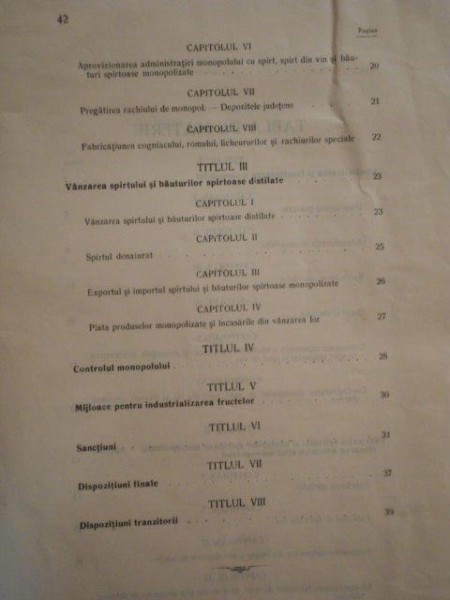 42
Pagina
CAPITOLUL VI
Aprovizionarea administrației monopolului cu spirt, spirt din vin și bău-
turi spirtoase monopolizate . . . . . . . . . 20
CAPITOLUL VII
Pregătirea rachiului de monopol. — Depozitele județene . . . 21
CAPITOLUL VIII
Fabricațiunea cogniacului, romului, licheururilor și rachiurilor speciale . 22
TITLUL III
Vânzarea spirtului și băuturilor spirtoase distilate . . . . 23
CAPITOLUL I
Vânzarea spirtului și băuturilor spirtoase distilate . . . . 23
CAPITOLUL II
Spirtul denaturat . . . . . . . . . 25
CAPITOLUL III
Exportul și importul spirtului și băuturilor spirtoase monopolizate 26
CAPITOLUL IV
Plata produselor monopolizate și încasările din vânzarea lor 27
TITLUL IV
Controlul monopolului . . . . . . . . . 28
TITLUL V
Mijloace pentru industrializarea fructelor . . . . . . 30
TITLUL VI
Sancțiuni . . . . . . . . . 31
TITLUL VII
Dispozițiuni finale . . . . . . . . . 37
TITLUL VIII
Dispozițiuni tranzitorii . . . . . . . . . 39